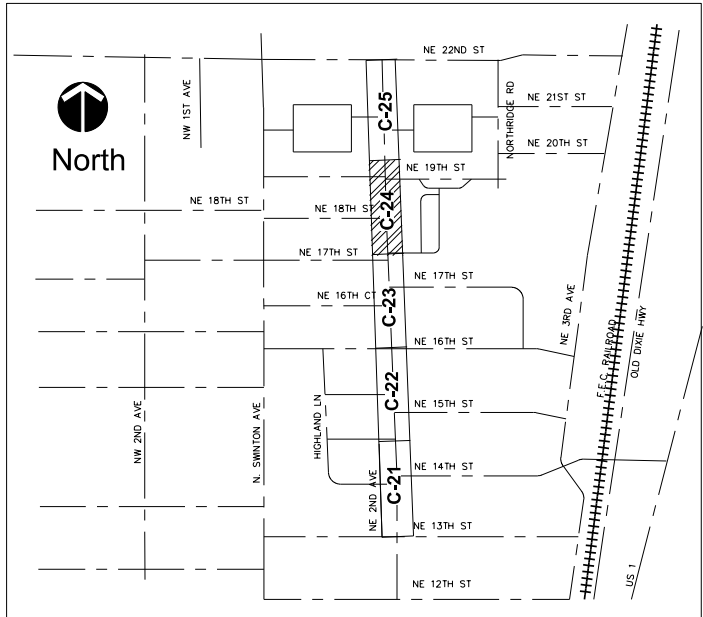 NE 22ND ST
NW 1ST AVE
C-25
NORTHRIDGE RD
NE 21ST ST
NE 20TH ST
North
NE 19TH ST
NE 18TH ST
NE 18TH ST
C-24
NE 17TH ST
NE 17TH ST
NE 16TH CT
C-23
NE 3RD AVE
F.E.C. RAILROAD
OLD DIXIE HWY
NE 16TH ST
C-22
NW 2ND AVE
N. SWINTON AVE
HIGHLAND LN
NE 15TH ST
NE 14TH ST
NE 2ND AVE
C-21
NE 13TH ST
NE 12TH ST
US 1